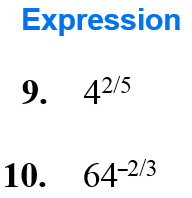 Expression
9. 4^{2/5}
10. 64^{-2/3}